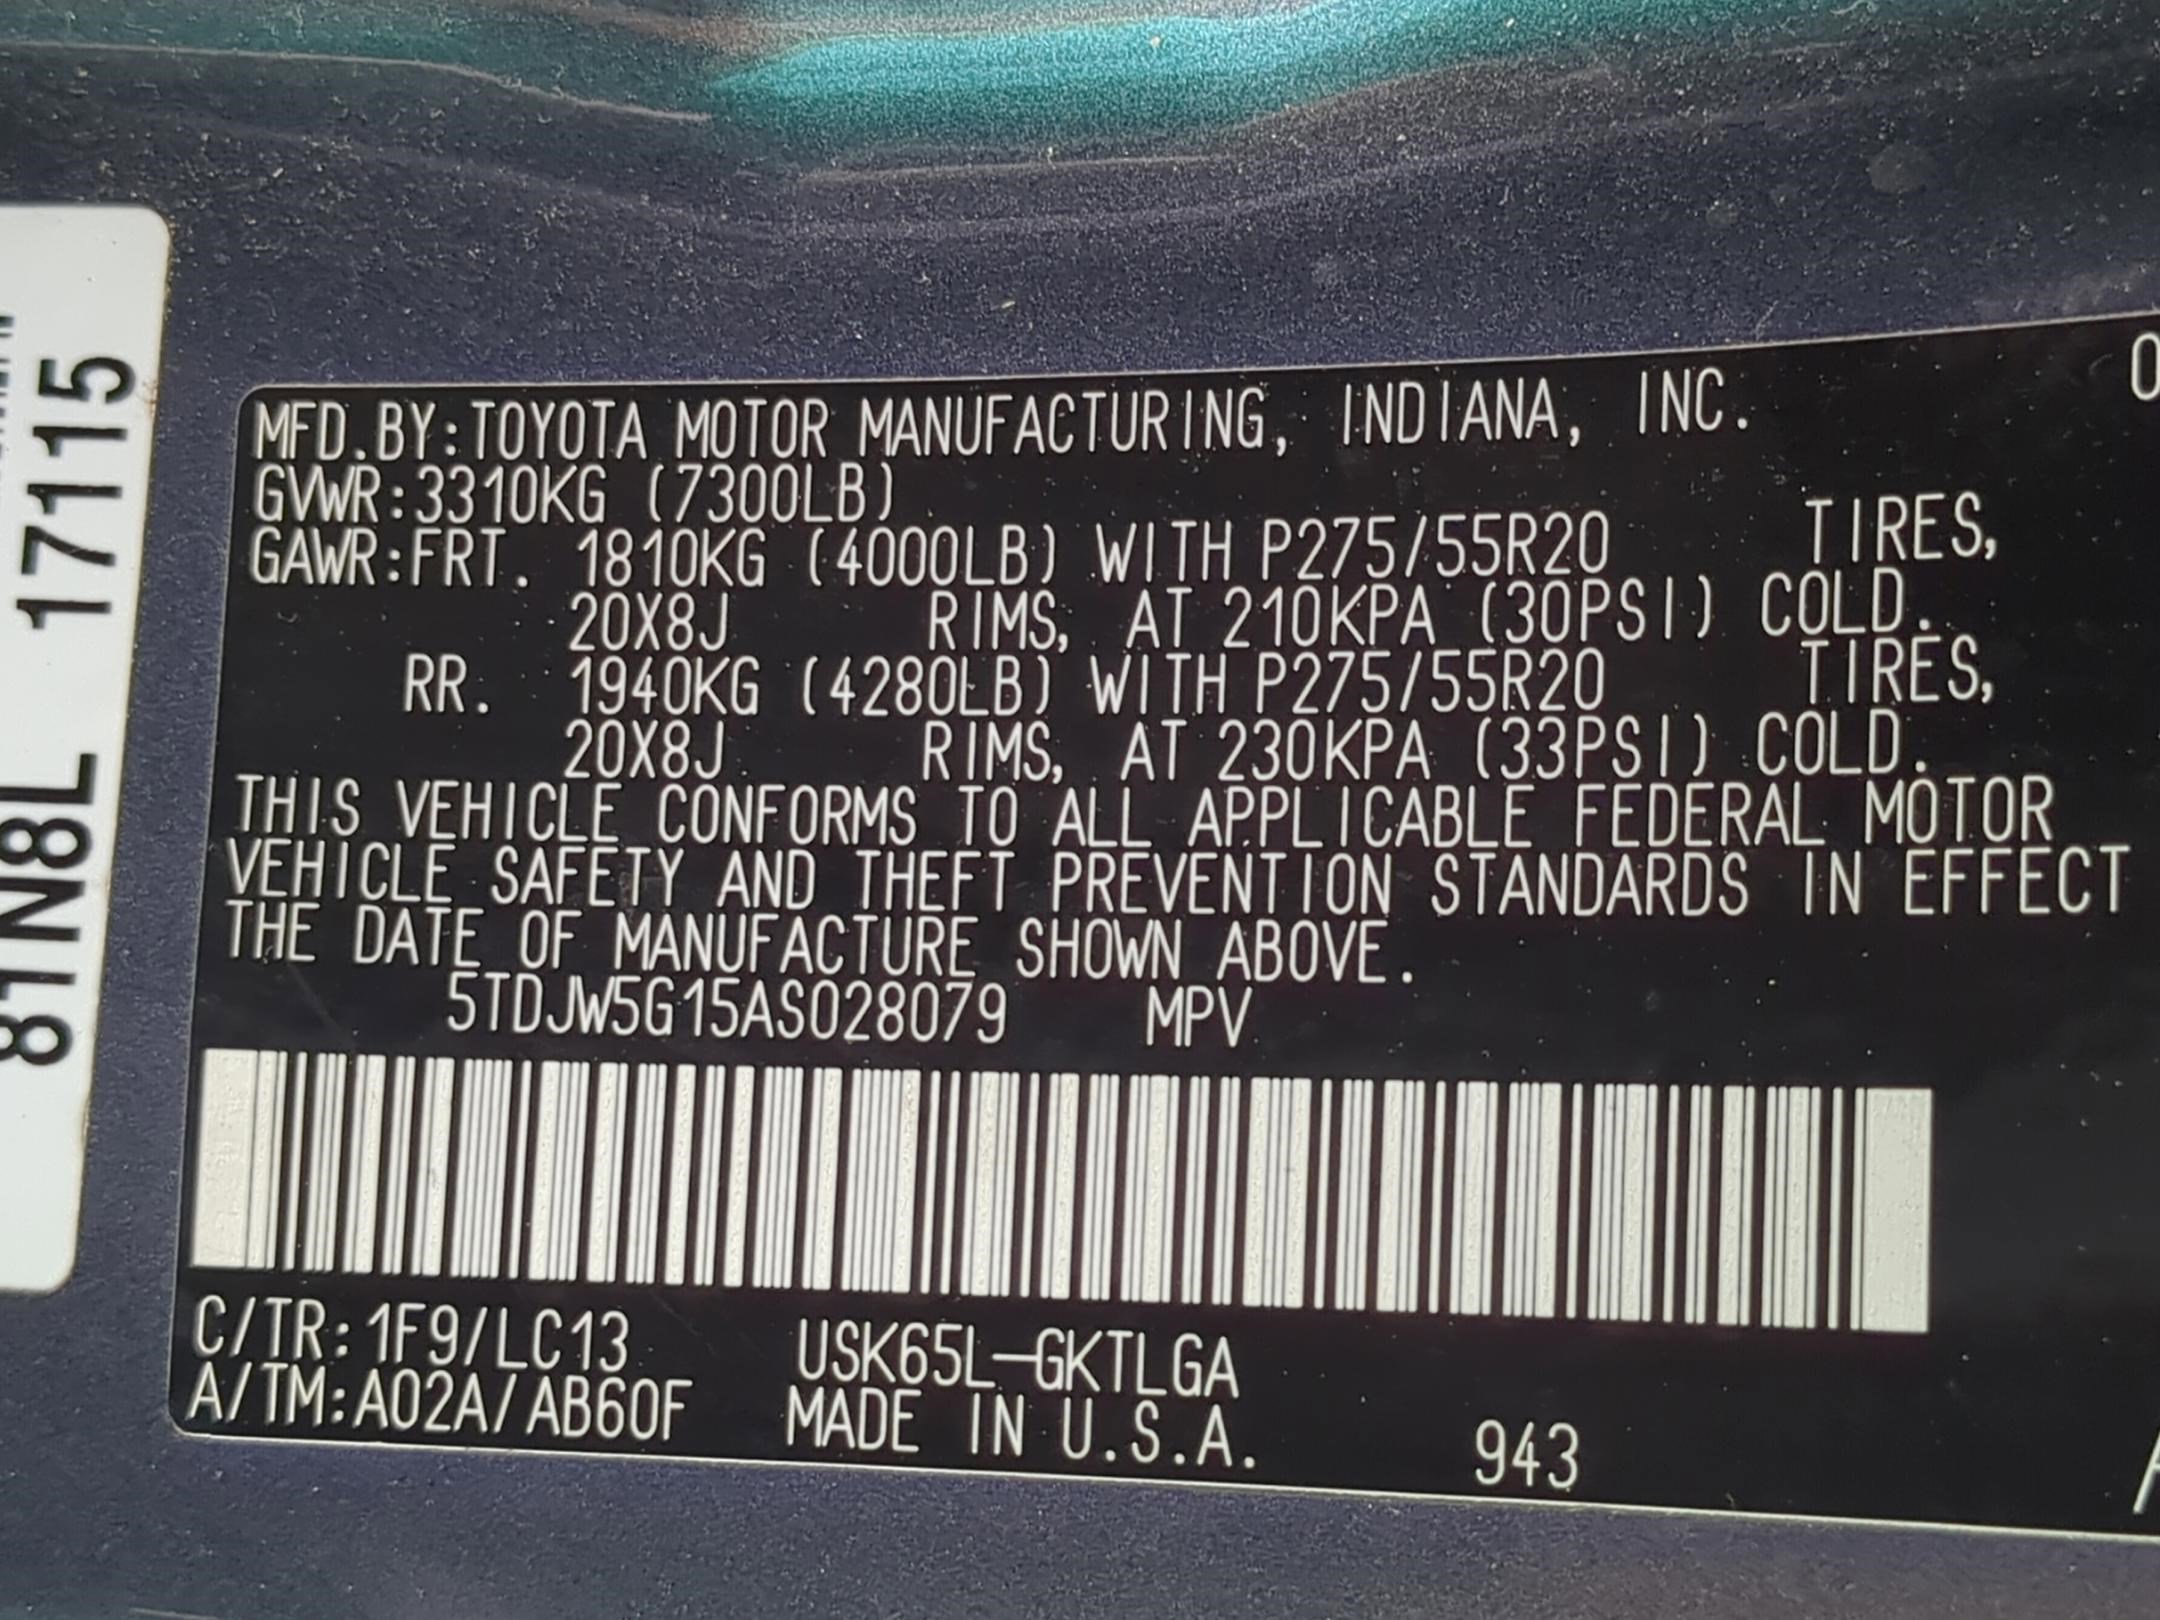 17115
81N8L
0
MFD.BY:TOYOTA MOTOR MANUFACTURING, INDIANA, INC.
GVWR:3310KG (7300LB)
GAWR:FRT. 1810KG (4000LB) WITH P275/55R20 TIRES,
20X8J RIMS, AT 210KPA (30PSI) COLD.
RR. 1940KG (4280LB) WITH P275/55R20 TIRES,
20X8J RIMS, AT 230KPA (33PSI) COLD.
THIS VEHICLE CONFORMS TO ALL APPLICABLE FEDERAL MOTOR
VEHICLE SAFETY AND THEFT PREVENTION STANDARDS IN EFFECT
THE DATE OF MANUFACTURE SHOWN ABOVE.
5TDJW5G15AS028079 MPV
C/TR:1F9/LC13 USK65L-GKTLGA
A/TM:A02A/AB60F MADE IN U.S.A. 943